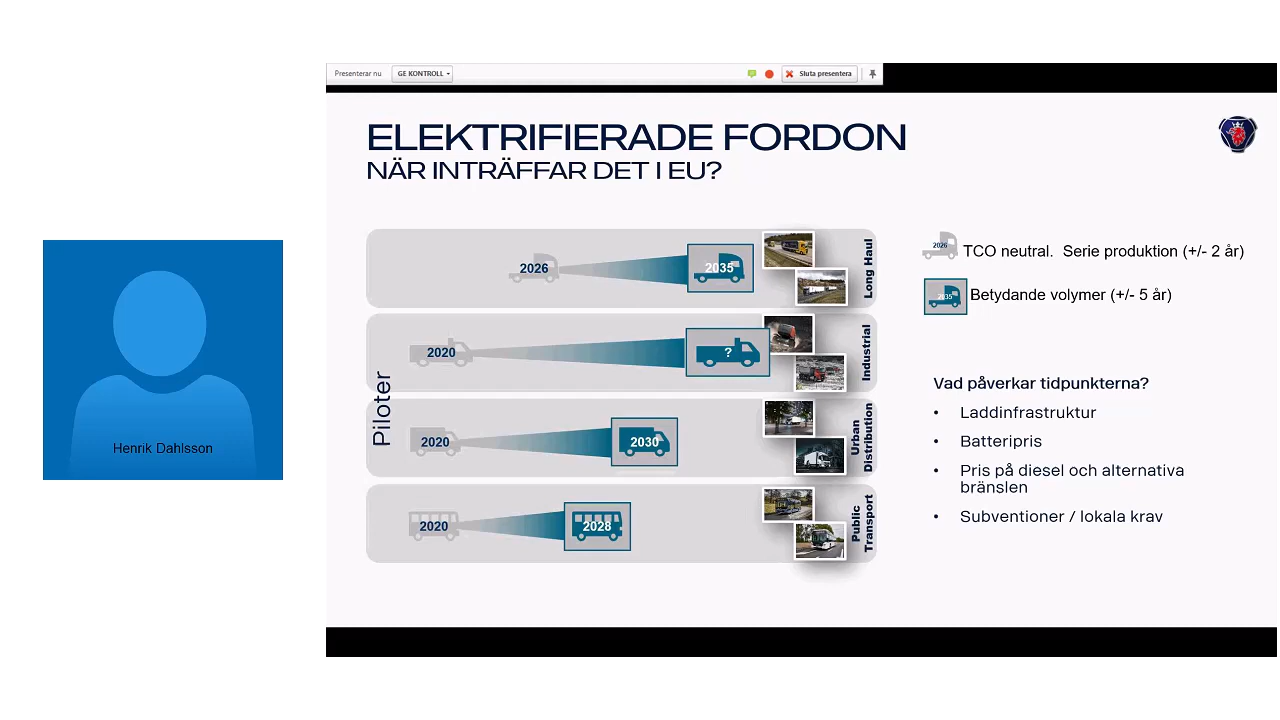 Presenterar nu
GE KONTROLL
Sluta presentera
ELEKTRIFIERADE FORDON
NÄR INTRÄFFAR DET I EU?
2026
2035
Long Haul
2020
?
Industrial
Piloter
2020
2030
Urban
Distribution
2020
2028
Public
Transport
2026
TCO neutral. Serie produktion (+/- 2 år)
2035
Betydande volymer (+/- 5 år)
Vad påverkar tidpunkterna?
• Laddinfrastruktur
• Batteripris
• Pris på diesel och alternativa
bränslen
• Subventioner / lokala krav
Henrik Dahlsson